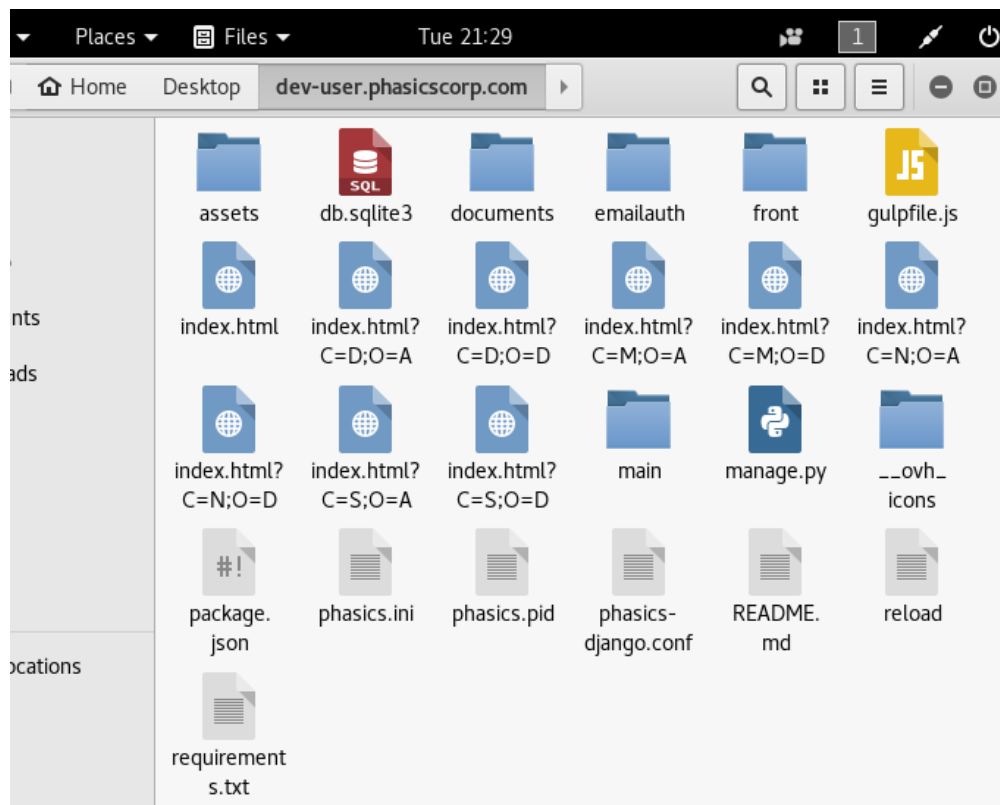 Places Files Tue 21:29 1
Home Desktop dev-user.phasicscorp.com
SQL JS
assets db.sqlite3 documents emailauth front gulpfile.js
nts
index.html index.html? index.html? index.html? index.html? index.html?
C=D;O=A C=D;O=D C=M;O=A C=M;O=D C=N;O=A
ads
index.html? index.html? index.html? main manage.py __ovh_
C=N;O=D C=S;O=A C=S;O=D icons
#!
package. phasics.ini phasics.pid phasics- README. reload
json django.conf md
ocations
requirement
s.txt